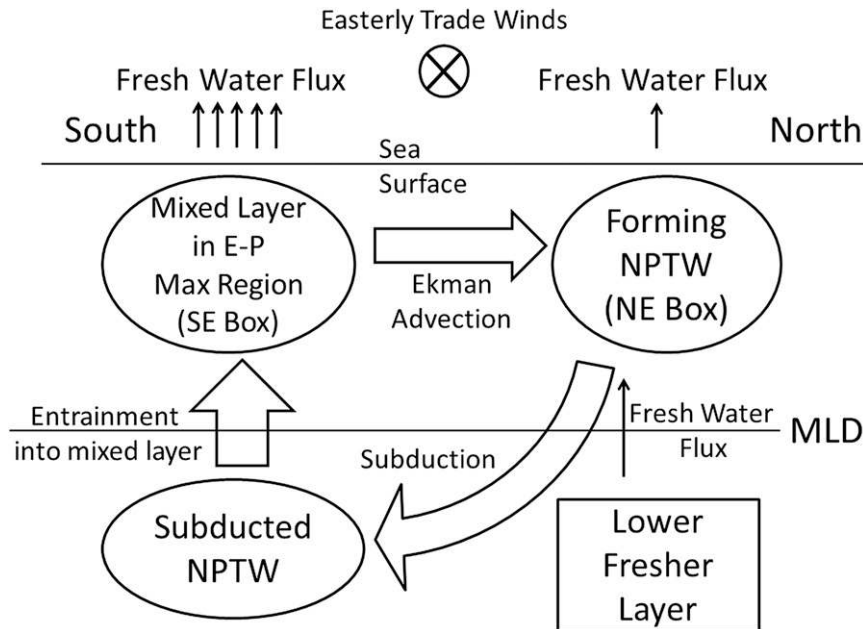 Easterly Trade Winds
Fresh Water Flux
Fresh Water Flux
South
North
Sea
Surface
Mixed Layer
in E-P
Max Region
(SE Box)
Ekman
Advection
Forming
NPTW
(NE Box)
Entrainment
into mixed layer
Subduction
Fresh Water
Flux
MLD
Subducted
NPTW
Lower
Fresher
Layer